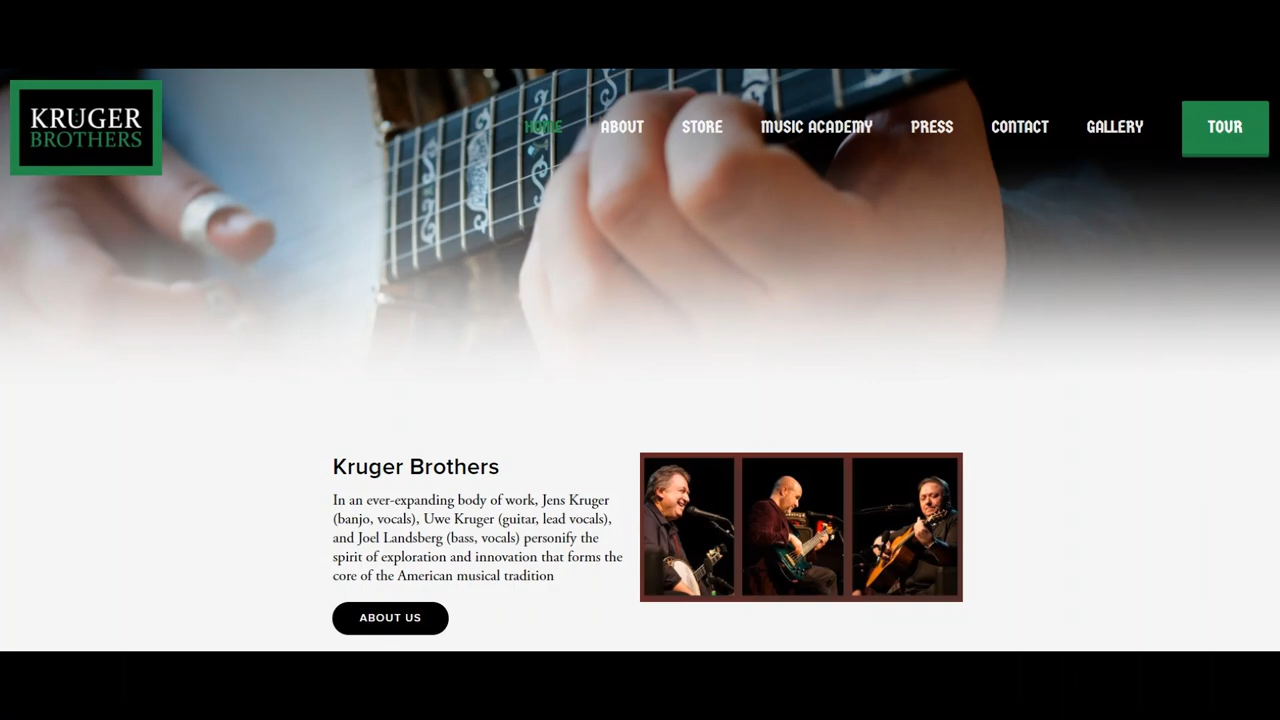 KRUGER
BROTHERS
HOME ABOUT STORE MUSIC ACADEMY PRESS CONTACT GALLERY TOUR
Kruger Brothers
In an ever-expanding body of work, Jens Kruger
(banjo, vocals), Uwe Kruger (guitar, lead vocals),
and Joel Landsberg (bass, vocals) personify the
spirit of exploration and innovation that forms the
core of the American musical tradition
ABOUT US